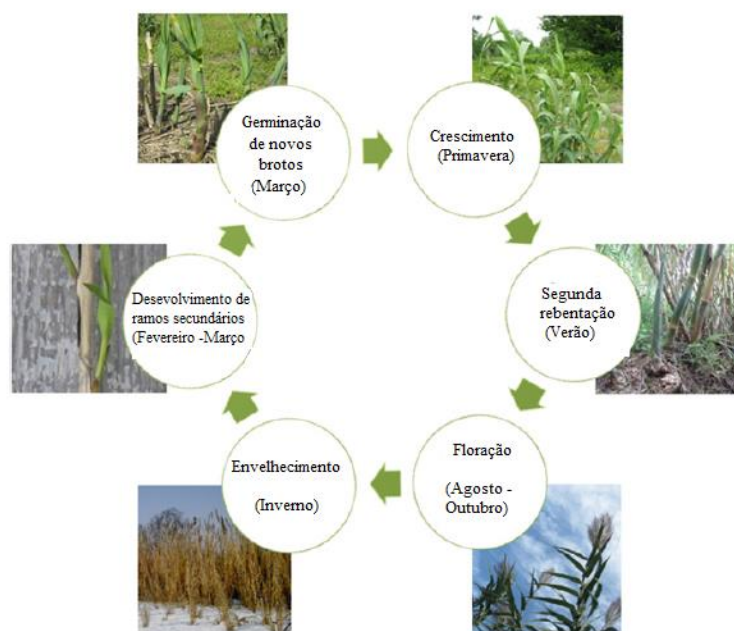 Germinação
de novos
brotos
(Março)
Crescimento
(Primavera)
Segunda
rebentação
(Verão)
Floração
(Agosto -
Outubro)
Envelhecimento
(Inverno)
Desevolvimento de
ramos secundários
(Fevereiro -Março